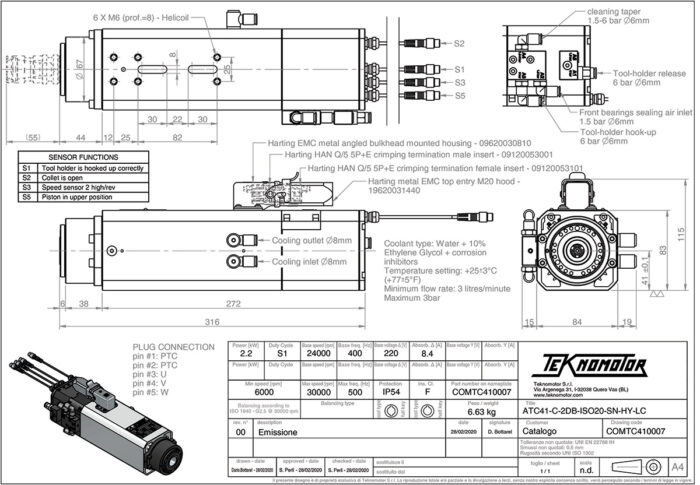 6 X M6 (prof.=8) - Helicoil
S2
S1
S3
S5
Ø 67
8
25
30
22
30
(55)
44
12
25
82
cleaning taper
1.5-6 bar Ø6mm
Tool-holder release
6 bar Ø6mm
Front bearings sealing air inlet
1.5 bar Ø6mm
Tool-holder hook-up
6 bar Ø6mm
SENSOR FUNCTIONS
S1 Tool holder is hooked up correctly
S2 Collet is open
S3 Speed sensor 2 high/rev
S5 Piston in upper position
Harting EMC metal angled bulkhead mounted housing - 09620030810
Harting HAN Q/5 5P+E crimping termination male insert - 09120053001
Harting HAN Q/5 5P+E crimping termination female insert - 09120053101
Harting metal EMC top entry M20 hood -
19620031440
Cooling outlet Ø8mm
Cooling inlet Ø8mm
Coolant type: Water + 10%
Ethylene Glycol + corrosion
inhibitors
Temperature setting: +25±3°C
(+77±5°F)
Minimum flow rate: 3 litres/minute
Maximum 3bar
6
38
272
316
41 ±0,1
83
115
15
84
19
PLUG CONNECTION
pin #1: PTC
pin #2: PTC
pin #3: U
pin #4: V
pin #5: W
Power [kW] Duty Cycle Base speed [rpm] Base freq. [Hz] Base voltage Δ [V] Absorb. Δ [A] Base voltage Y [V] Absorb. Y [A]
2.2 S1 24000 400 220 8.4
Power [kW] Duty Cycle Base speed [rpm] Base freq. [Hz] Base voltage Δ [V] Absorb. Δ [A] Base voltage Y [V] Absorb. Y [A]
Min speed [rpm] Max speed [rpm] Max freq. [Hz] Protection Ins. Cl. Part number on nameplate
6000 30000 500 IP54 F COMTC410007
Balancing according to
ISO 1940 - G2.5 @ 30000 rpm
Balancing type
full key
half key
Peso / weight
6.63 kg
rev. n° description date signature
00 Emissione 28/02/2020 D. Bottarel
drawn - date approved - date checked - date
Dario Bottarel - 28/02/2020 S. Perli - 28/02/2020 S. Perli - 28/02/2020
sostituisce il
sostituito dal
TEKNOMOTOR
Teknomotor S.r.l.
Via Argenega 31, I-32038 Quero Vas (BL)
www.teknomotor.com
TITLE
ATC41-C-2DB-ISO20-SN-HY-LC
Customer
Catalogo
Drawing code
COMTC410007
Tolleranze non quotate: UNI EN 22768 fH
Smussi non quotati: 0.5 mm
Rugosità secondo UNI ISO 1302
foglio / sheet
1 / 1
scala
n.d.
A4
Il presente disegno è di proprietà di Teknomotor S.r.l. La riproduzione totale e/o parziale e la divulgazione a terzi, senza nostro esplicito consenso scritto, verrà perseguita secondo i termini di legge in vigore